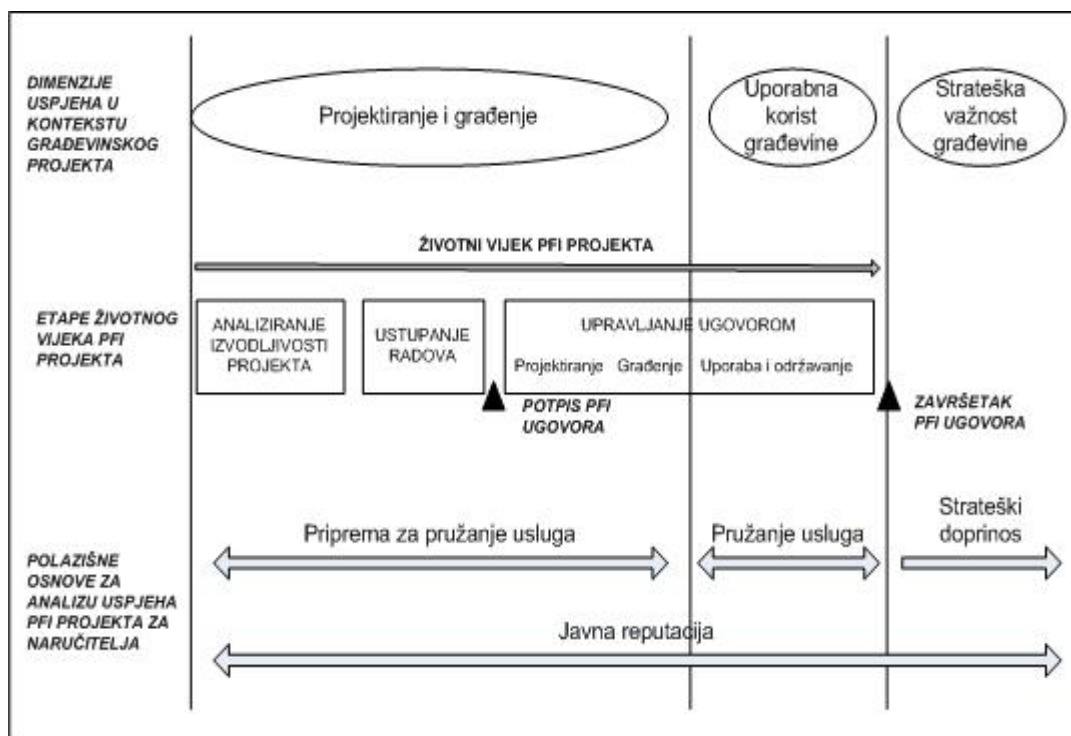 DIMENZIJE
USPJEHA U
KONTEKSTU
GRAĐEVINSKOG
PROJEKTA
Projektiranje i građenje
Uporabna
korist
građevine
Strateška
važnost
građevine
ŽIVOTNI VIJEK PFI PROJEKTA
ETAPE ŽIVOTNOG
VIJEKA PFI
PROJEKTA
ANALIZIRANJE
IZVODLJIVOSTI
PROJEKTA
USTUPANJE
RADOVA
UPRAVLJANJE UGOVOROM
Projektiranje Građenje Uporaba i održavanje
POTPIS PFI
UGOVORA
ZAVRŠETAK
PFI UGOVORA
POLAZIŠNE
OSNOVE ZA
ANALIZU USPJEHA
PFI PROJEKTA ZA
NARUČITELJA
Priprema za pružanje usluga
Pružanje usluga
Strateški
doprinos
Javna reputacija